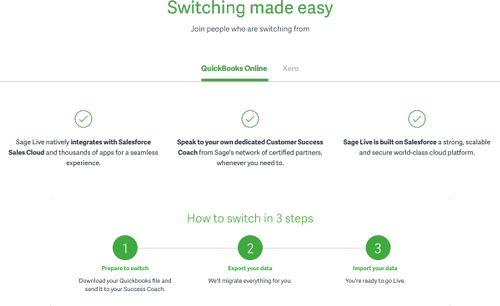 Switching made easy
Join people who are switching from
QuickBooks Online
Xero
Sage Live natively integrates with Salesforce
Sales Cloud and thousands of apps for a seamless
experience.
Speak to your own dedicated Customer Success
Coach from Sage's network of certified partners,
whenever you need to.
Sage Live is built on Salesforce a strong, scalable
and secure world-class cloud platform.
How to switch in 3 steps
1
2
3
Prepare to switch
Export your data
Import your data
Download your Quickbooks file and
send it to your Success Coach.
We'll migrate everything for you.
You're ready to go Live.